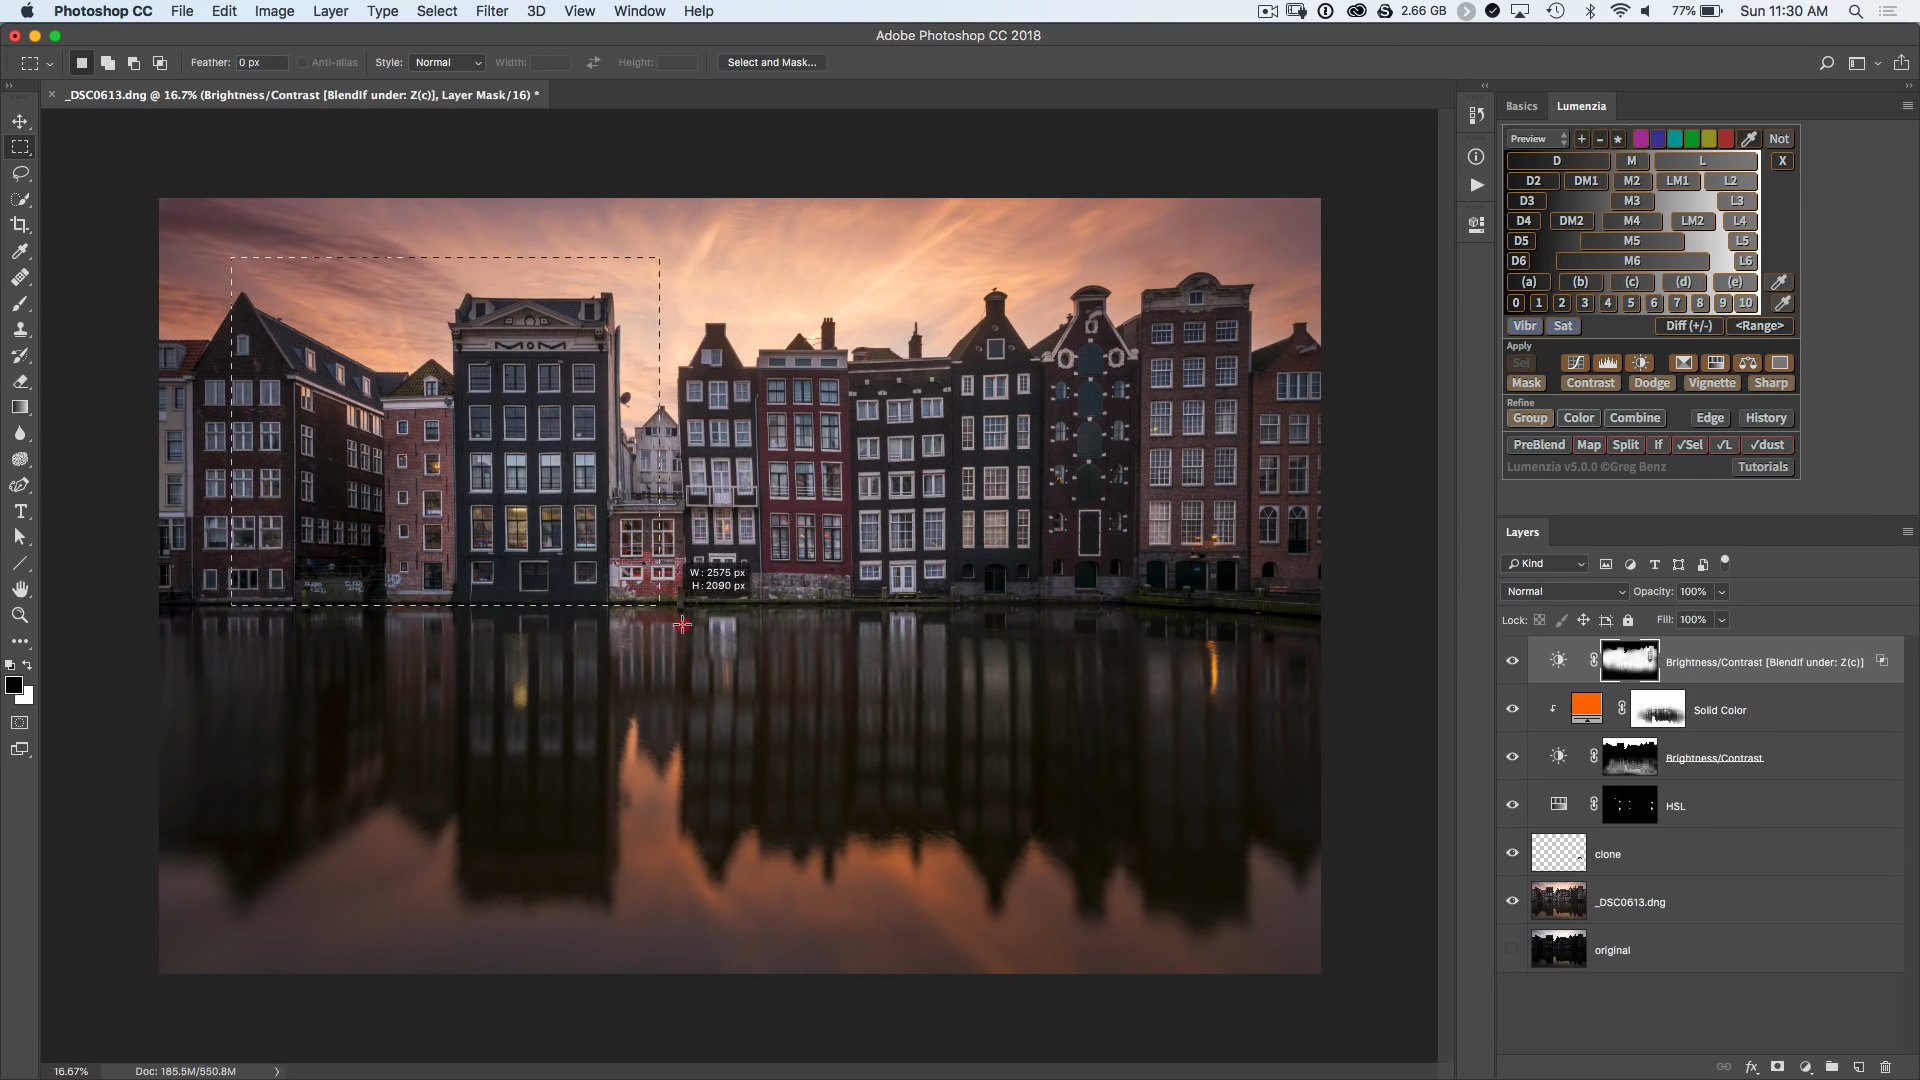 Photoshop CC File Edit Image Layer Type Select Filter 3D View Window Help 2.66 GB 77% Sun 11:30 AM
Adobe Photoshop CC 2018
Feather: 0 px Anti-alias Style: Normal Width: Height: Select and Mask...
_DSC0613.dng @ 16.7% (Brightness/Contrast [BlendIf under: Z(c)], Layer Mask/16) *
Basics Lumenzia
Preview + - * Not
D M L X
D2 DM1 M2 LM1 L2
D3 M3 L3
D4 DM2 M4 LM2 L4
D5 M5 L5
D6 M6 L6
(a) (b) (c) (d) (e)
0 1 2 3 4 5 6 7 8 9 10
Vibr Sat Diff (+/-) <Range>
Apply
Sel
Mask Contrast Dodge Vignette Sharp
Refine
Group Color Combine Edge History
PreBlend Map Split If √Sel √L √dust
Lumenzia v5.0.0 ©Greg Benz Tutorials
W: 2575 px
H: 2090 px
Layers
Kind
Normal Opacity: 100%
Lock: Fill: 100%
Brightness/Contrast [BlendIf under: Z(c)]
Solid Color
Brightness/Contrast
HSL
clone
_DSC0613.dng
original
16.67% Doc: 185.5M/550.8M